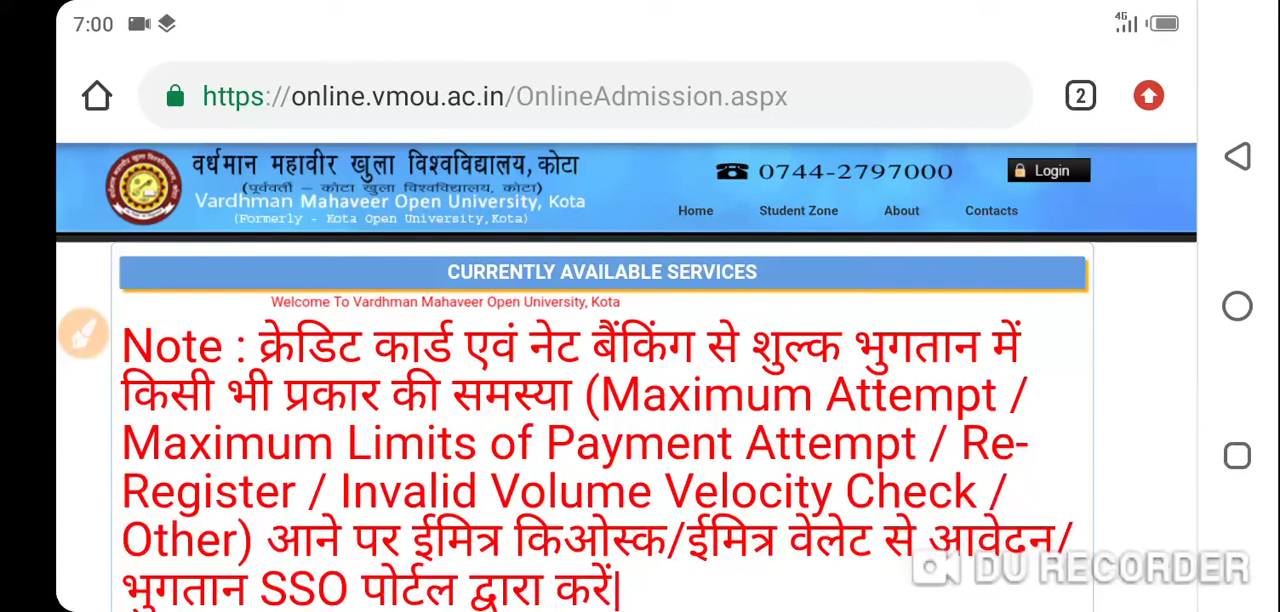 7:00 4G
https://online.vmou.ac.in/OnlineAdmission.aspx 2
वर्धमान महावीर खुला विश्वविद्यालय, कोटा
(पूर्ववर्ती – कोटा खुला विश्वविद्यालय, कोटा)
Vardhman Mahaveer Open University, Kota
(Formerly - Kota Open University,Kota)
0744-2797000 Login
Home Student Zone About Contacts
CURRENTLY AVAILABLE SERVICES
Welcome To Vardhman Mahaveer Open University, Kota
Note : क्रेडिट कार्ड एवं नेट बैंकिंग से शुल्क भुगतान में
किसी भी प्रकार की समस्या (Maximum Attempt /
Maximum Limits of Payment Attempt / Re-
Register / Invalid Volume Velocity Check /
Other) आने पर ईमित्र किओस्क/ईमित्र वेलेट से आवेदन/
भुगतान SSO पोर्टल द्वारा करें|
DU RECORDER